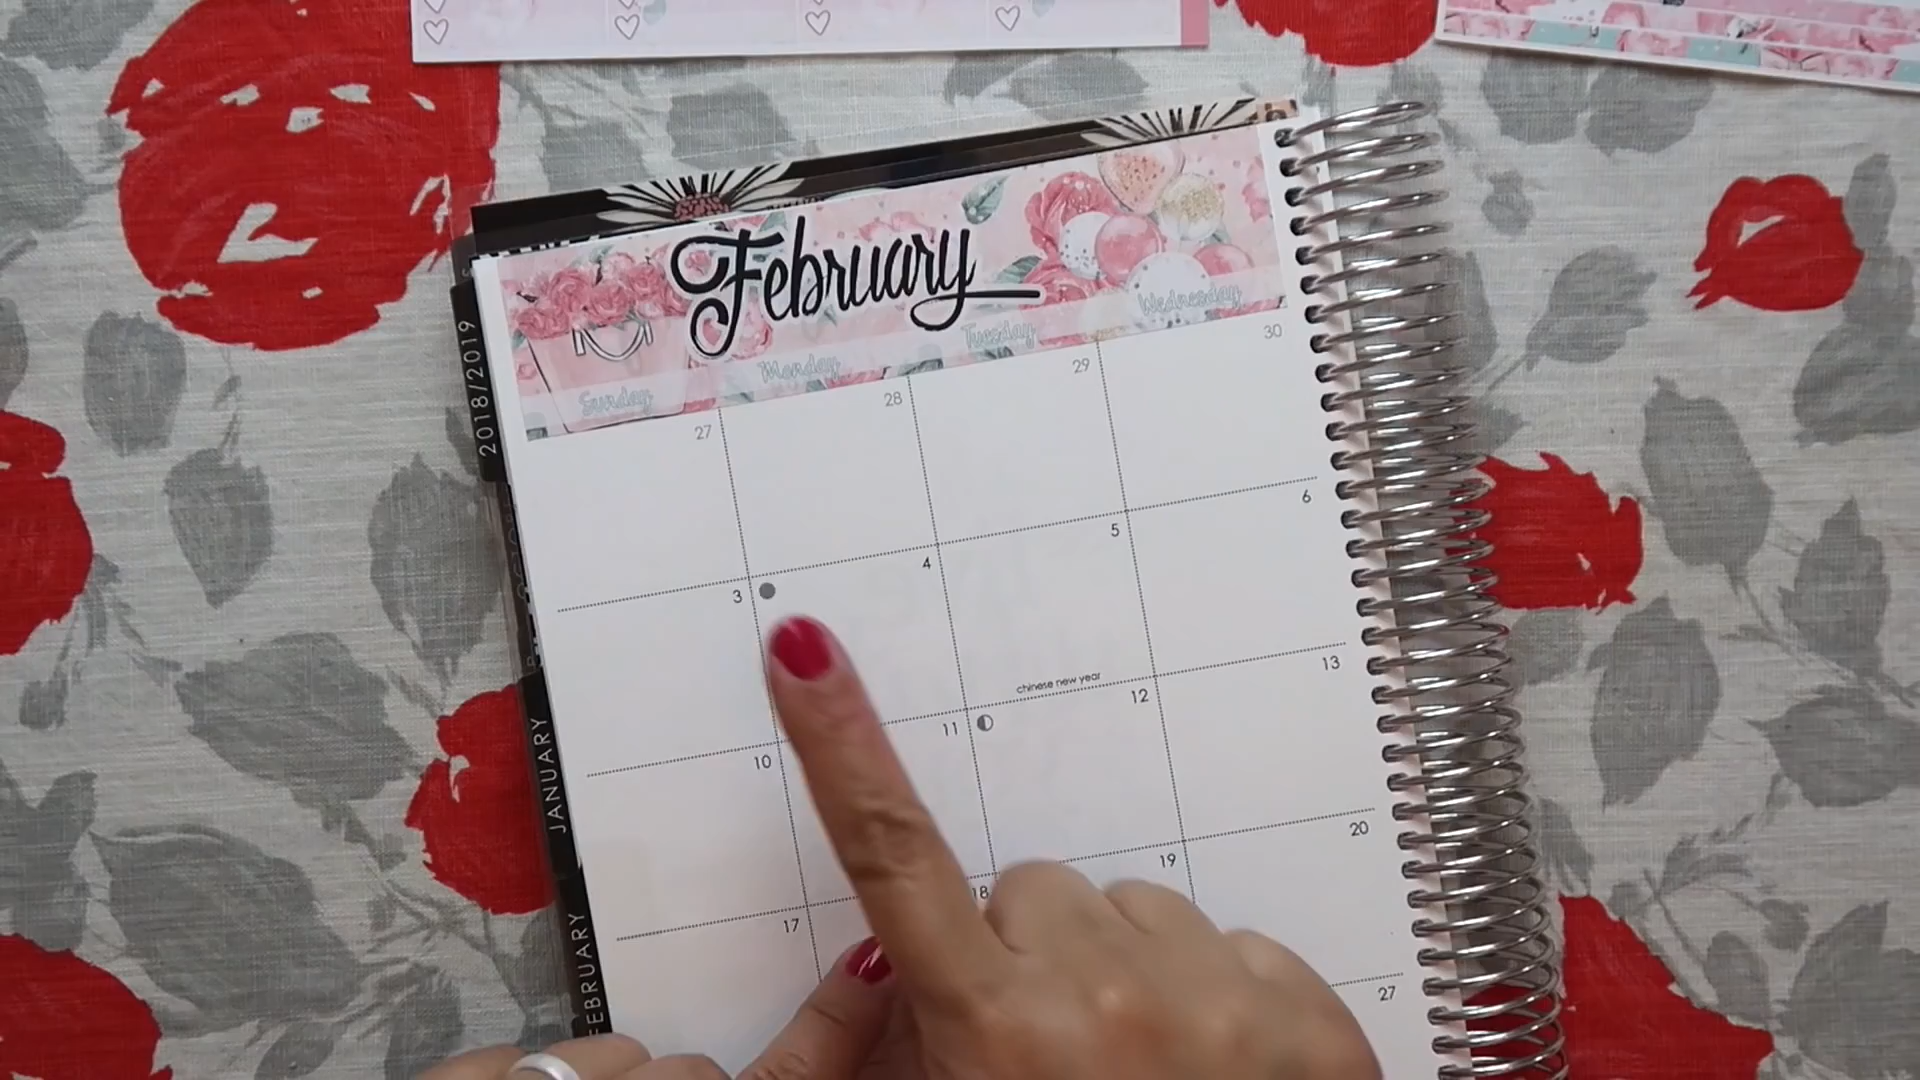 February
Sunday Monday Tuesday Wednesday
27 28 29 30
3 4 5 6
chinese new year
10 11 12 13
17 18 19 20
27
2018/2019
JANUARY
FEBRUARY